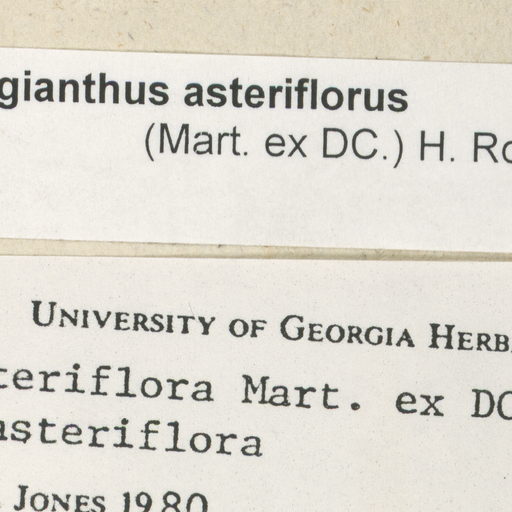 gianthus asteriflorus
(Mart. ex DC.) H. Ro
UNIVERSITY OF GEORGIA HERB
teriflora Mart. ex DC
asteriflora
JONES 1980